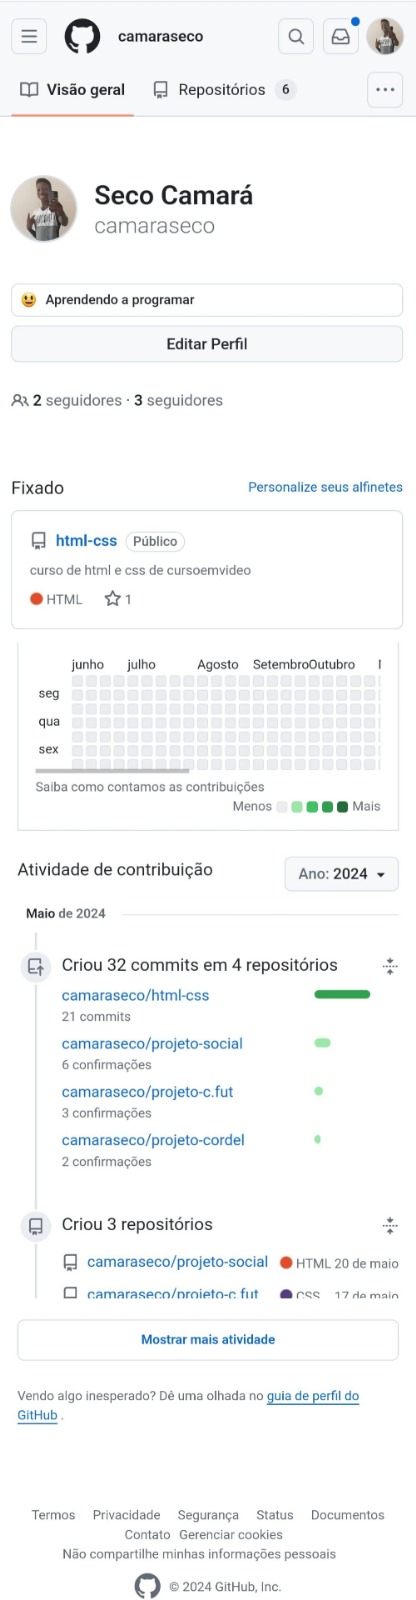 camaraseco
Visão geral
Repositórios 6
Seco Camará
camaraseco
Aprendendo a programar
Editar Perfil
2 seguidores · 3 seguidores
Fixado
Personalize seus alfinetes
html-css Público
curso de html e css de cursoemvideo
HTML 1
junho julho Agosto SetembroOutubro
seg
qua
sex
Saiba como contamos as contribuições
Menos Mais
Atividade de contribuição
Ano: 2024
Maio de 2024
Criou 32 commits em 4 repositórios
camaraseco/html-css
21 commits
camaraseco/projeto-social
6 confirmações
camaraseco/projeto-c.fut
3 confirmações
camaraseco/projeto-cordel
2 confirmações
Criou 3 repositórios
camaraseco/projeto-social HTML 20 de maio
camaraseco/projeto-c.fut CSS 17 de maio
Mostrar mais atividade
Vendo algo inesperado? Dê uma olhada no guia de perfil do
GitHub .
Termos Privacidade Segurança Status Documentos
Contato Gerenciar cookies
Não compartilhe minhas informações pessoais
© 2024 GitHub, Inc.